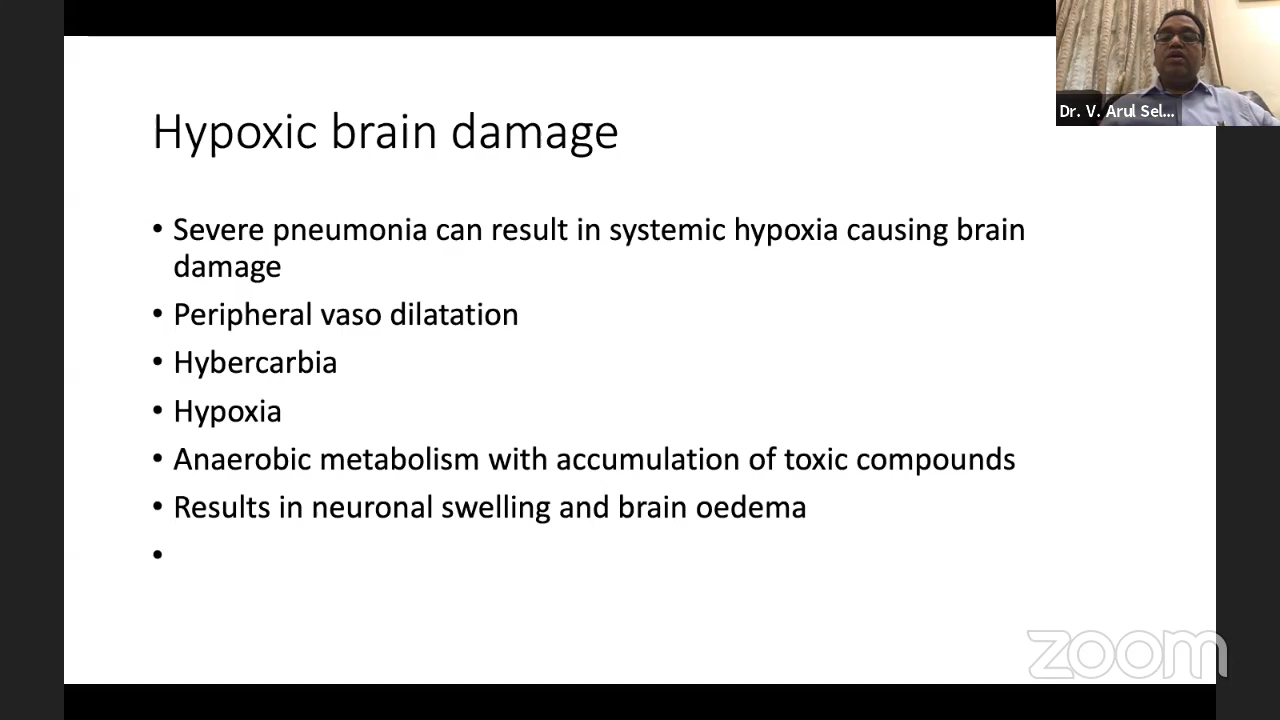 Dr. V. Arul Sel...
Hypoxic brain damage
• Severe pneumonia can result in systemic hypoxia causing brain
damage
• Peripheral vaso dilatation
• Hybercarbia
• Hypoxia
• Anaerobic metabolism with accumulation of toxic compounds
• Results in neuronal swelling and brain oedema
•
zoom